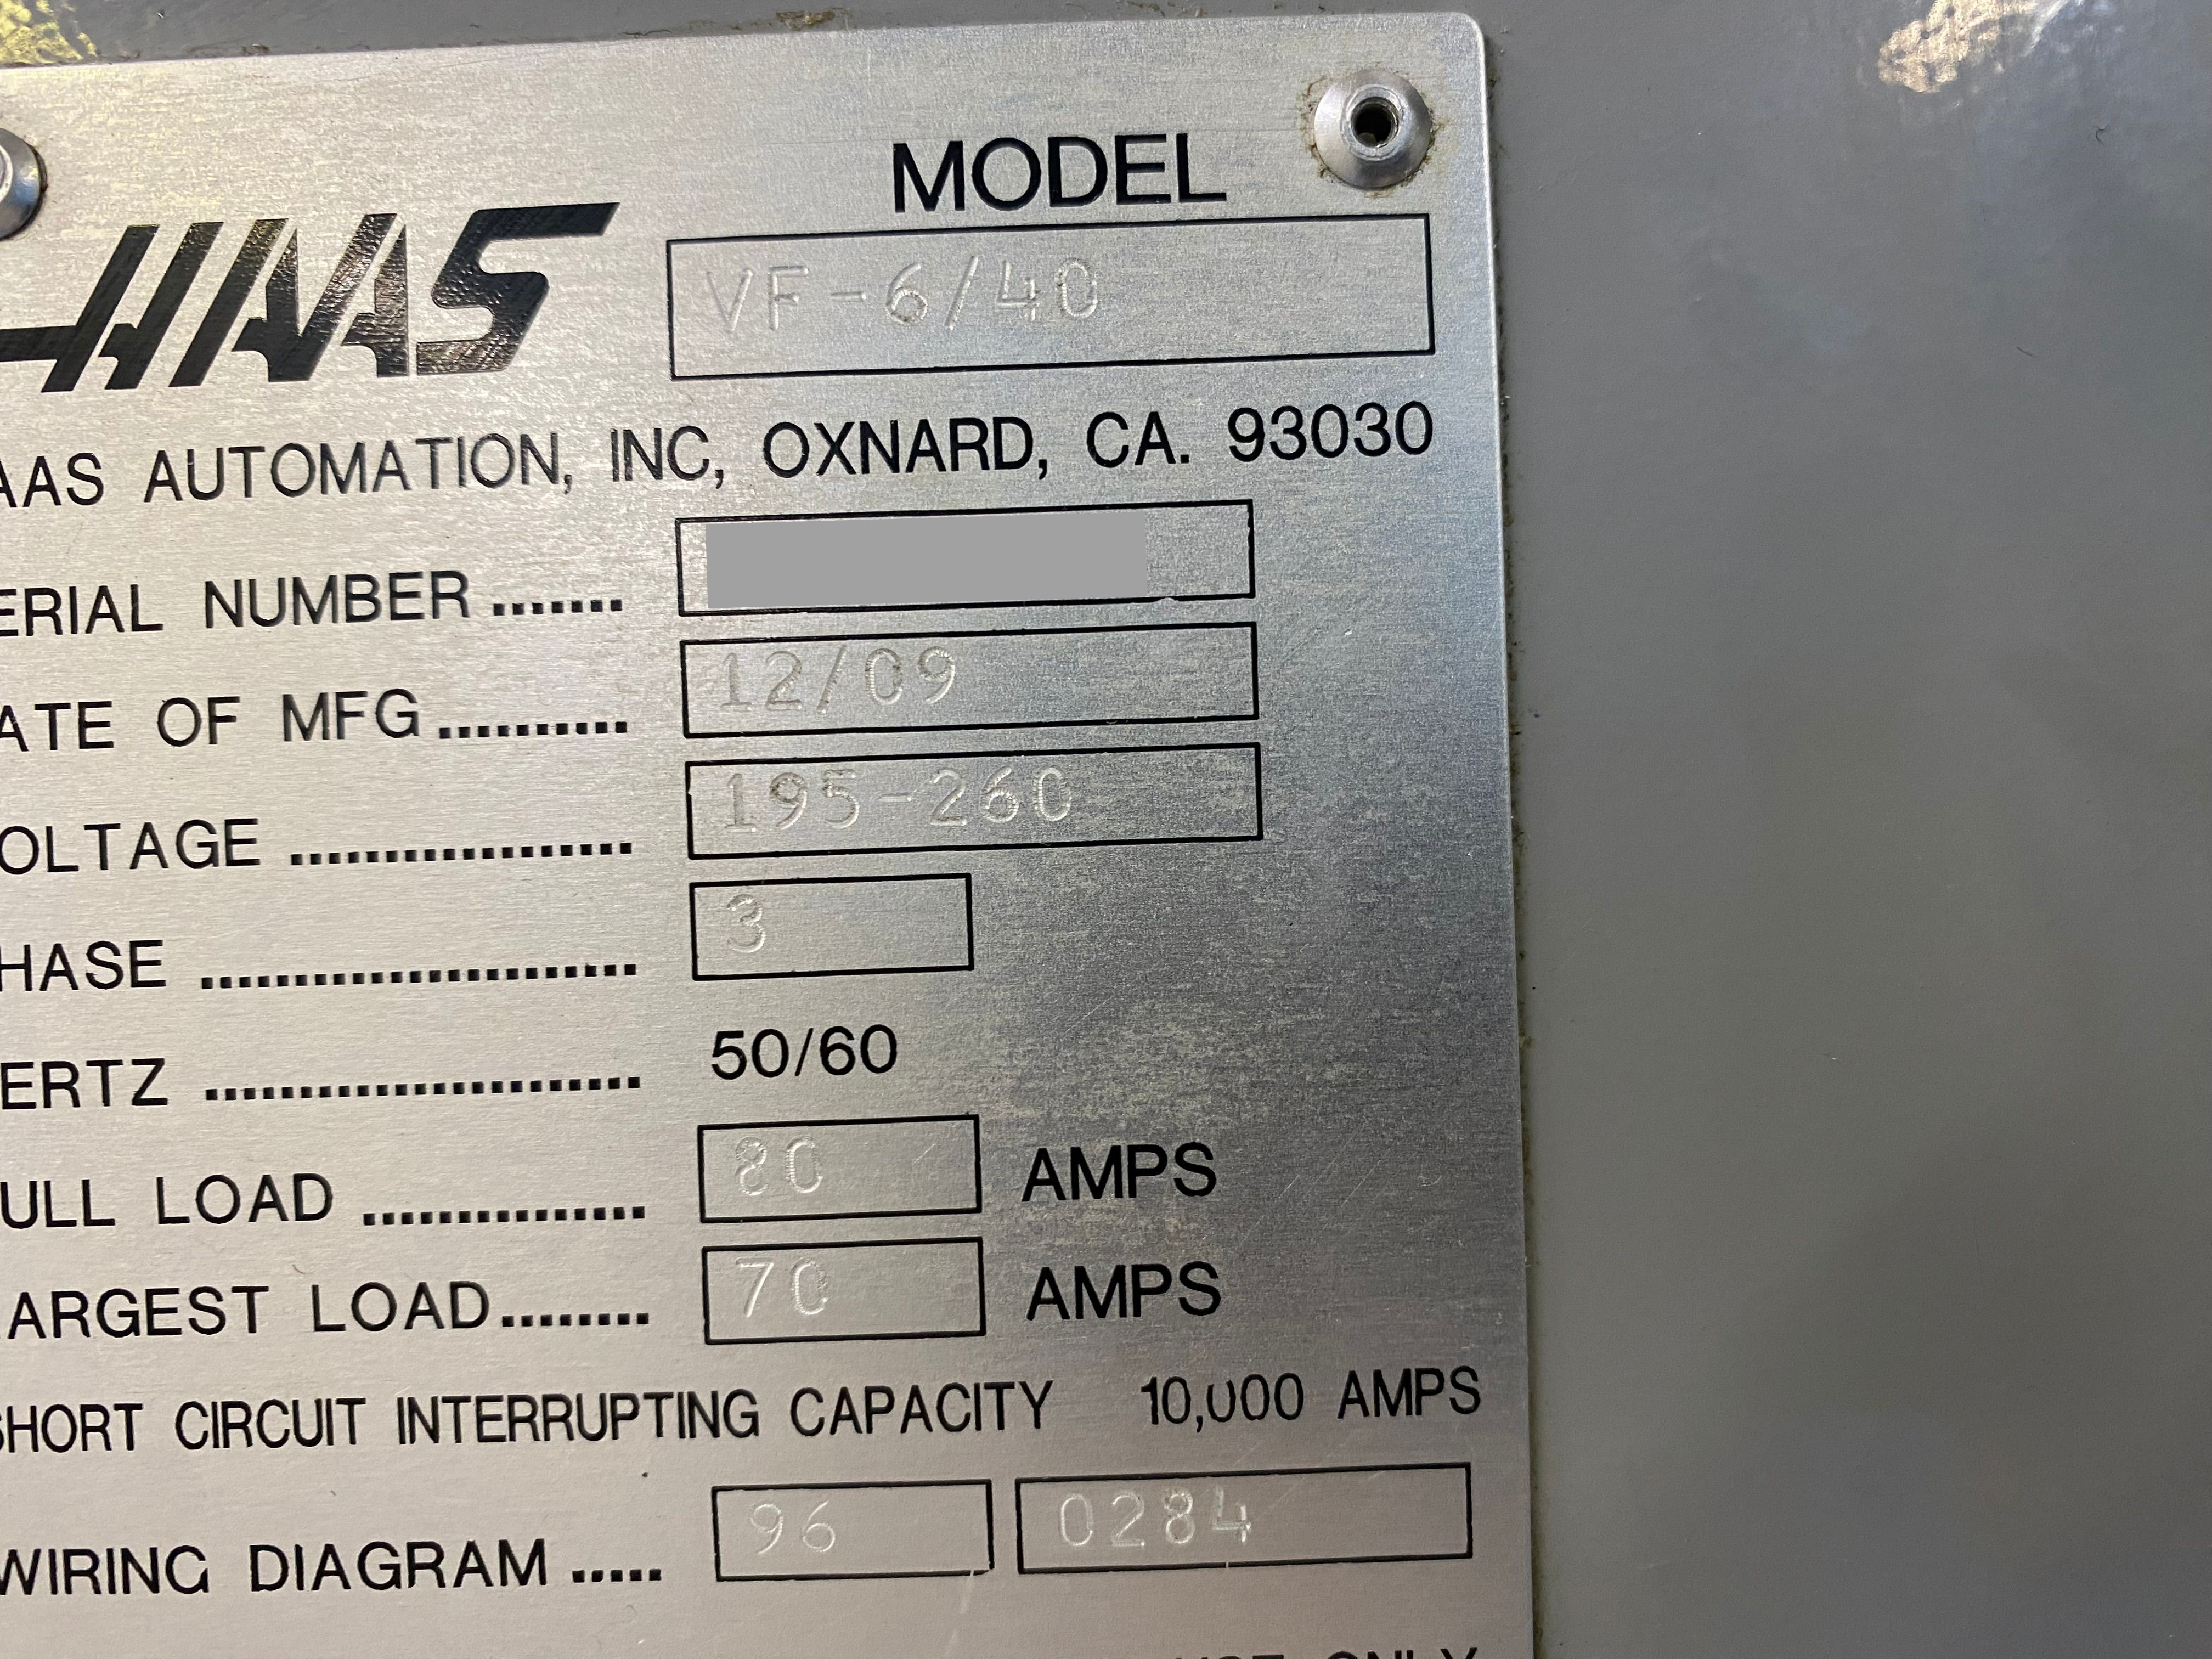 MODEL
HAAS
VF-6/40
AAS AUTOMATION, INC, OXNARD, CA. 93030
ERIAL NUMBER .......
ATE OF MFG .......... 12/09
OLTAGE .................. 195-260
HASE ....................... 3
ERTZ ....................... 50/60
ULL LOAD ............... 80 AMPS
ARGEST LOAD ........ 70 AMPS
SHORT CIRCUIT INTERRUPTING CAPACITY 10,000 AMPS
WIRING DIAGRAM ..... 96 0284
ONLY